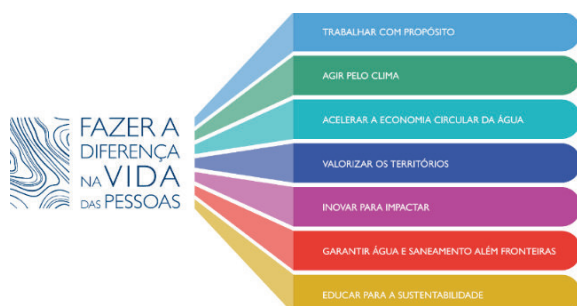 FAZER A
DIFERENÇA
NA VIDA
DAS PESSOAS
TRABALHAR COM PROPÓSITO
AGIR PELO CLIMA
ACELERAR A ECONOMIA CIRCULAR DA ÁGUA
VALORIZAR OS TERRITÓRIOS
INOVAR PARA IMPACTAR
GARANTIR ÁGUA E SANEAMENTO ALÉM FRONTEIRAS
EDUCAR PARA A SUSTENTABILIDADE